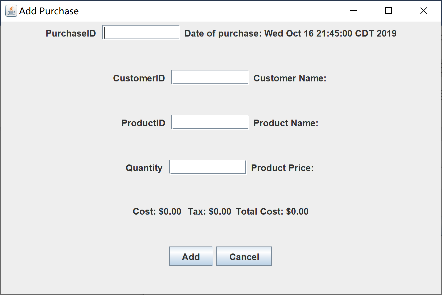 Add Purchase
PurchaseID Date of purchase: Wed Oct 16 21:45:00 CDT 2019
CustomerID Customer Name:
ProductID Product Name:
Quantity Product Price:
Cost: $0.00 Tax: $0.00 Total Cost: $0.00
Add Cancel